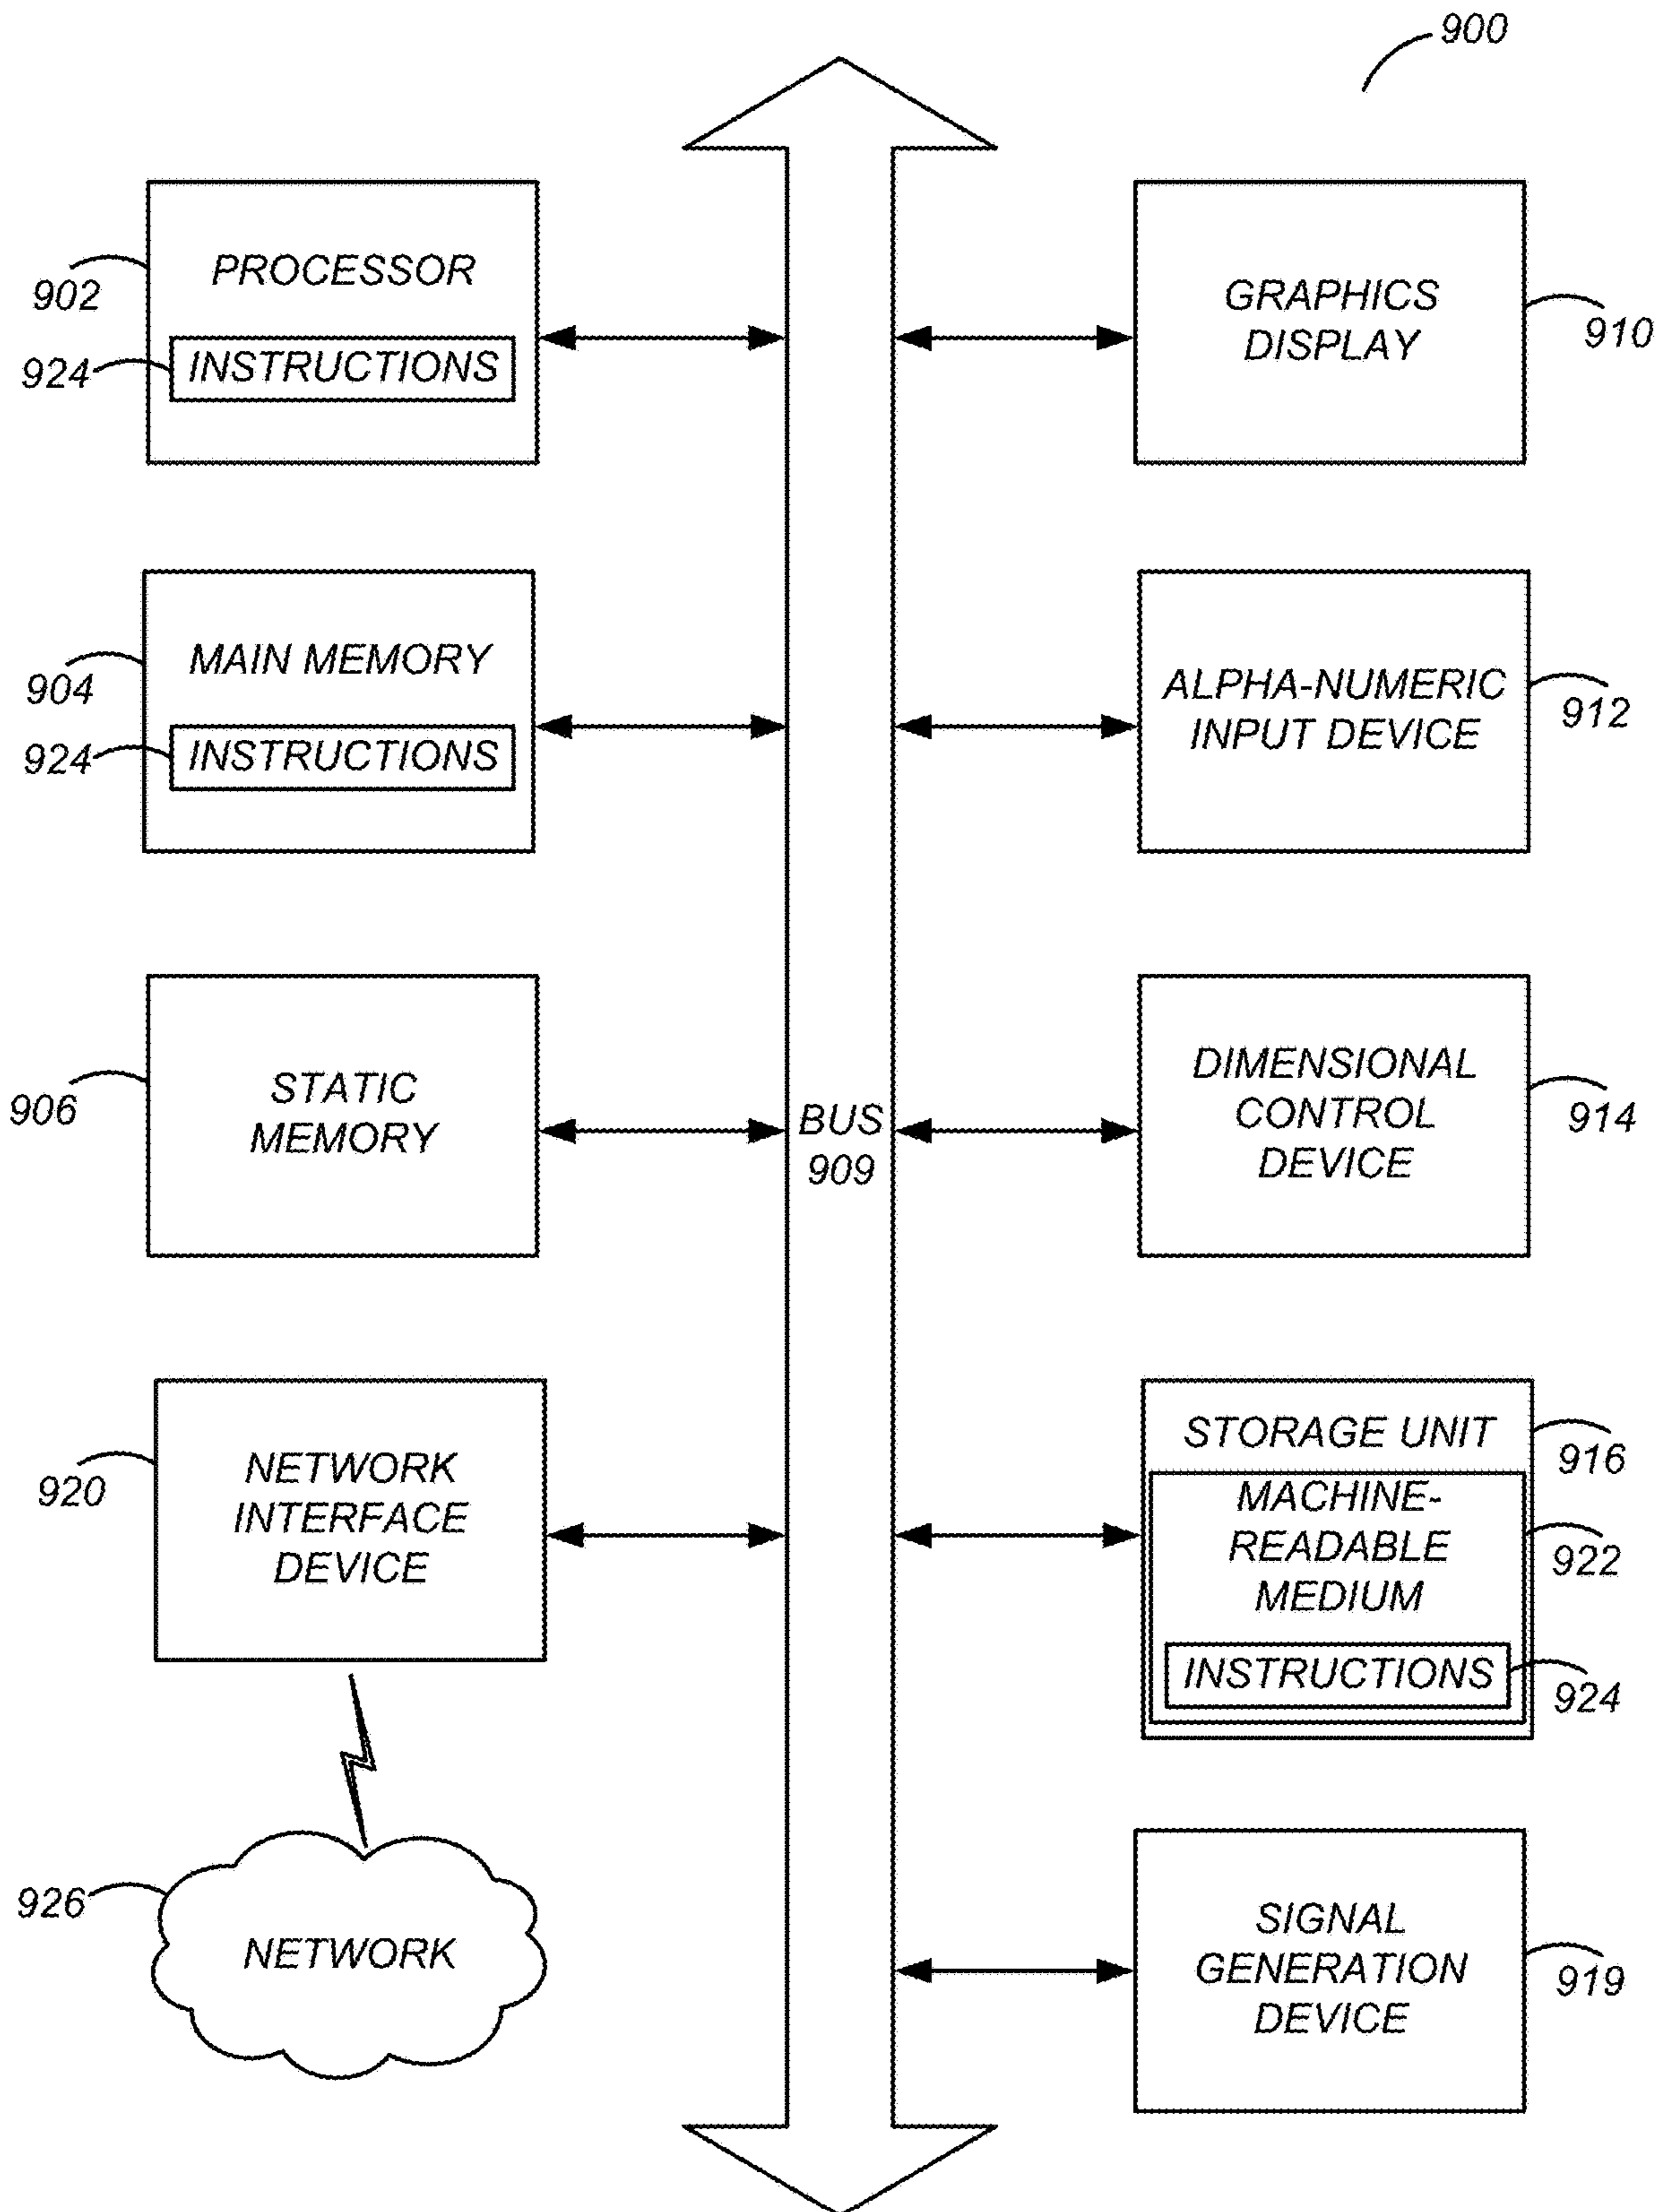 900
PROCESSOR
902
INSTRUCTIONS
924
MAIN MEMORY
904
INSTRUCTIONS
924
STATIC
MEMORY
906
NETWORK
INTERFACE
DEVICE
920
NETWORK
926
BUS
909
GRAPHICS
DISPLAY
910
ALPHA-NUMERIC
INPUT DEVICE
912
DIMENSIONAL
CONTROL
DEVICE
914
STORAGE UNIT
916
MACHINE-
READABLE
MEDIUM
922
INSTRUCTIONS
924
SIGNAL
GENERATION
DEVICE
919